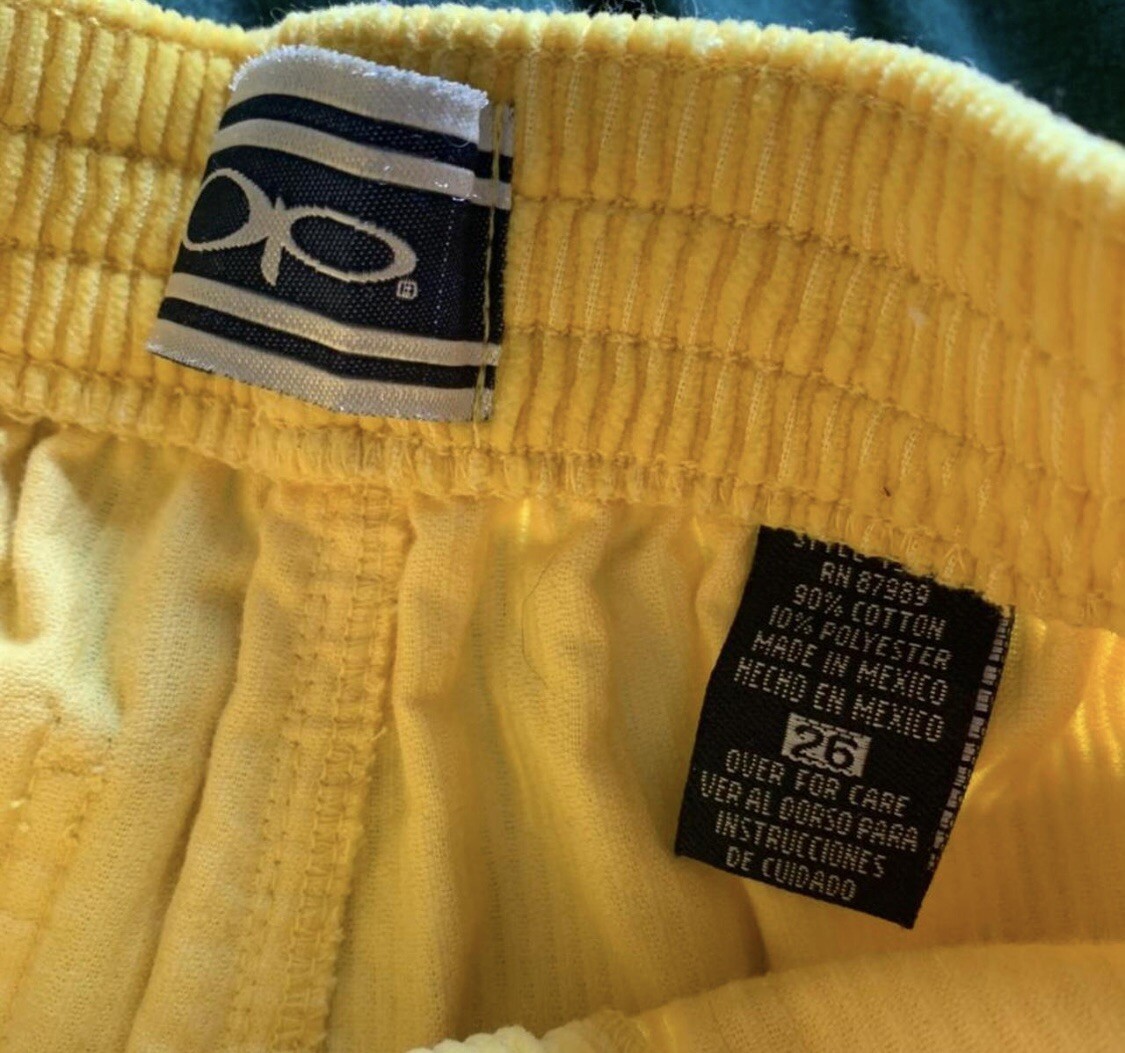 op®
RN 87989
90% COTTON
10% POLYESTER
MADE IN MEXICO
HECHO EN MEXICO
26
OVER FOR CARE
VER AL DORSO PARA
INSTRUCCIONES
DE CUIDADO